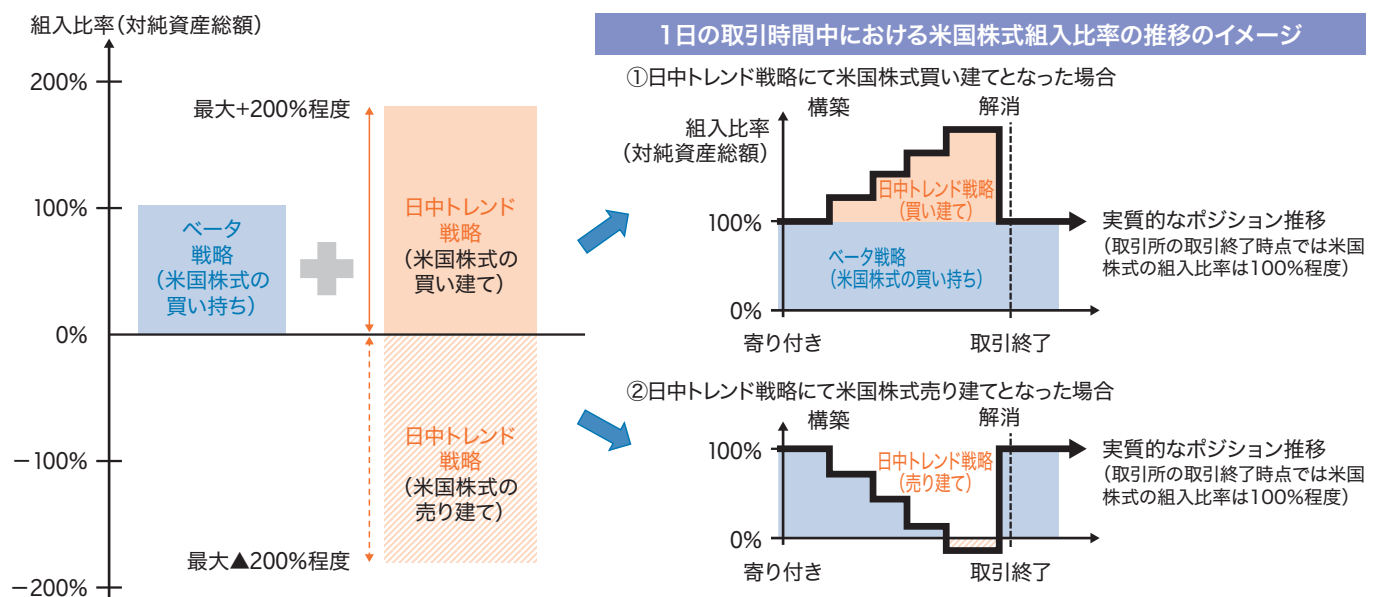 組入比率（対純資産総額）
200%
100%
0%
－100%
－200%
最大+200%程度
最大▲200%程度
ベータ
戦略
（米国株式の
買い持ち）
日中トレンド
戦略
（米国株式の
買い建て）
日中トレンド
戦略
（米国株式の
売り建て）
1日の取引時間中における米国株式組入比率の推移のイメージ
①日中トレンド戦略にて米国株式買い建てとなった場合
構築
解消
組入比率
（対純資産総額）
日中トレンド戦略
（買い建て）
100%
ベータ戦略
（米国株式の買い持ち）
0%
寄り付き
取引終了
実質的なポジション推移
（取引所の取引終了時点では米国
株式の組入比率は100%程度）
②日中トレンド戦略にて米国株式売り建てとなった場合
構築
解消
100%
日中トレンド戦略
（売り建て）
0%
寄り付き
取引終了
実質的なポジション推移
（取引所の取引終了時点では米国
株式の組入比率は100%程度）